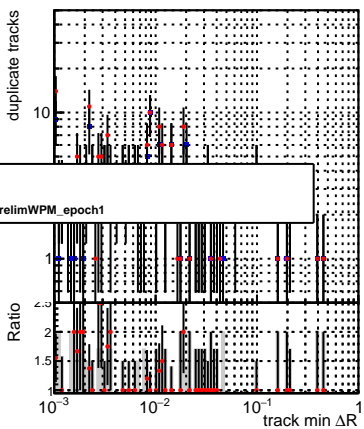 duplicate tracks
10
relimWPM_epoch1
1
Ratio
2.5
2
1.5
1
10−3
10−2
10−1
1
track min ΔR